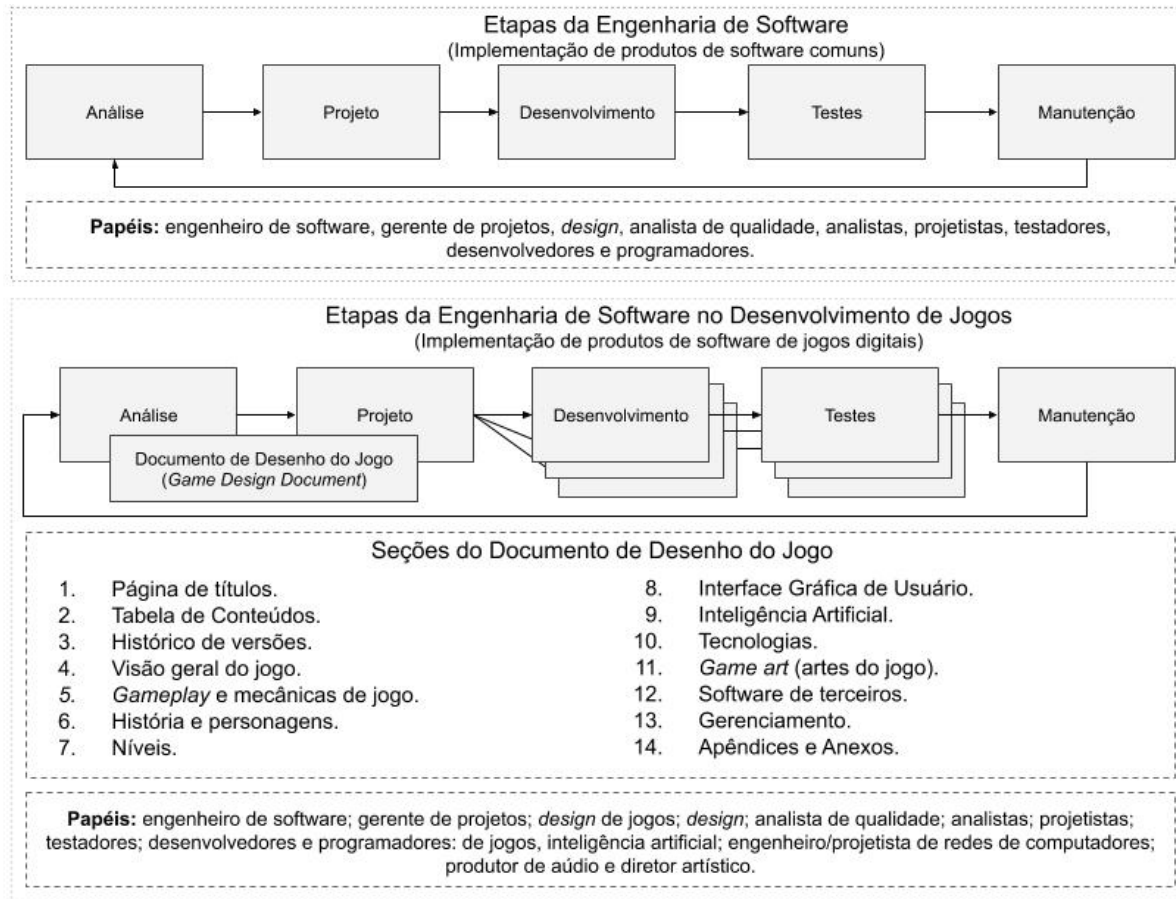 Etapas da Engenharia de Software
(Implementação de produtos de software comuns)
Análise
Projeto
Desenvolvimento
Testes
Manutenção
Papéis: engenheiro de software, gerente de projetos, design, analista de qualidade, analistas, projetistas, testadores,
desenvolvedores e programadores.
Etapas da Engenharia de Software no Desenvolvimento de Jogos
(Implementação de produtos de software de jogos digitais)
Análise
Projeto
Desenvolvimento
Testes
Manutenção
Documento de Desenho do Jogo
(Game Design Document)
Seções do Documento de Desenho do Jogo
1. Página de títulos.
2. Tabela de Conteúdos.
3. Histórico de versões.
4. Visão geral do jogo.
5. Gameplay e mecânicas de jogo.
6. História e personagens.
7. Níveis.
8. Interface Gráfica de Usuário.
9. Inteligência Artificial.
10. Tecnologias.
11. Game art (artes do jogo).
12. Software de terceiros.
13. Gerenciamento.
14. Apêndices e Anexos.
Papéis: engenheiro de software; gerente de projetos; design de jogos; design; analista de qualidade; analistas; projetistas;
testadores; desenvolvedores e programadores: de jogos, inteligência artificial; engenheiro/projetista de redes de computadores;
produtor de aúdio e diretor artístico.